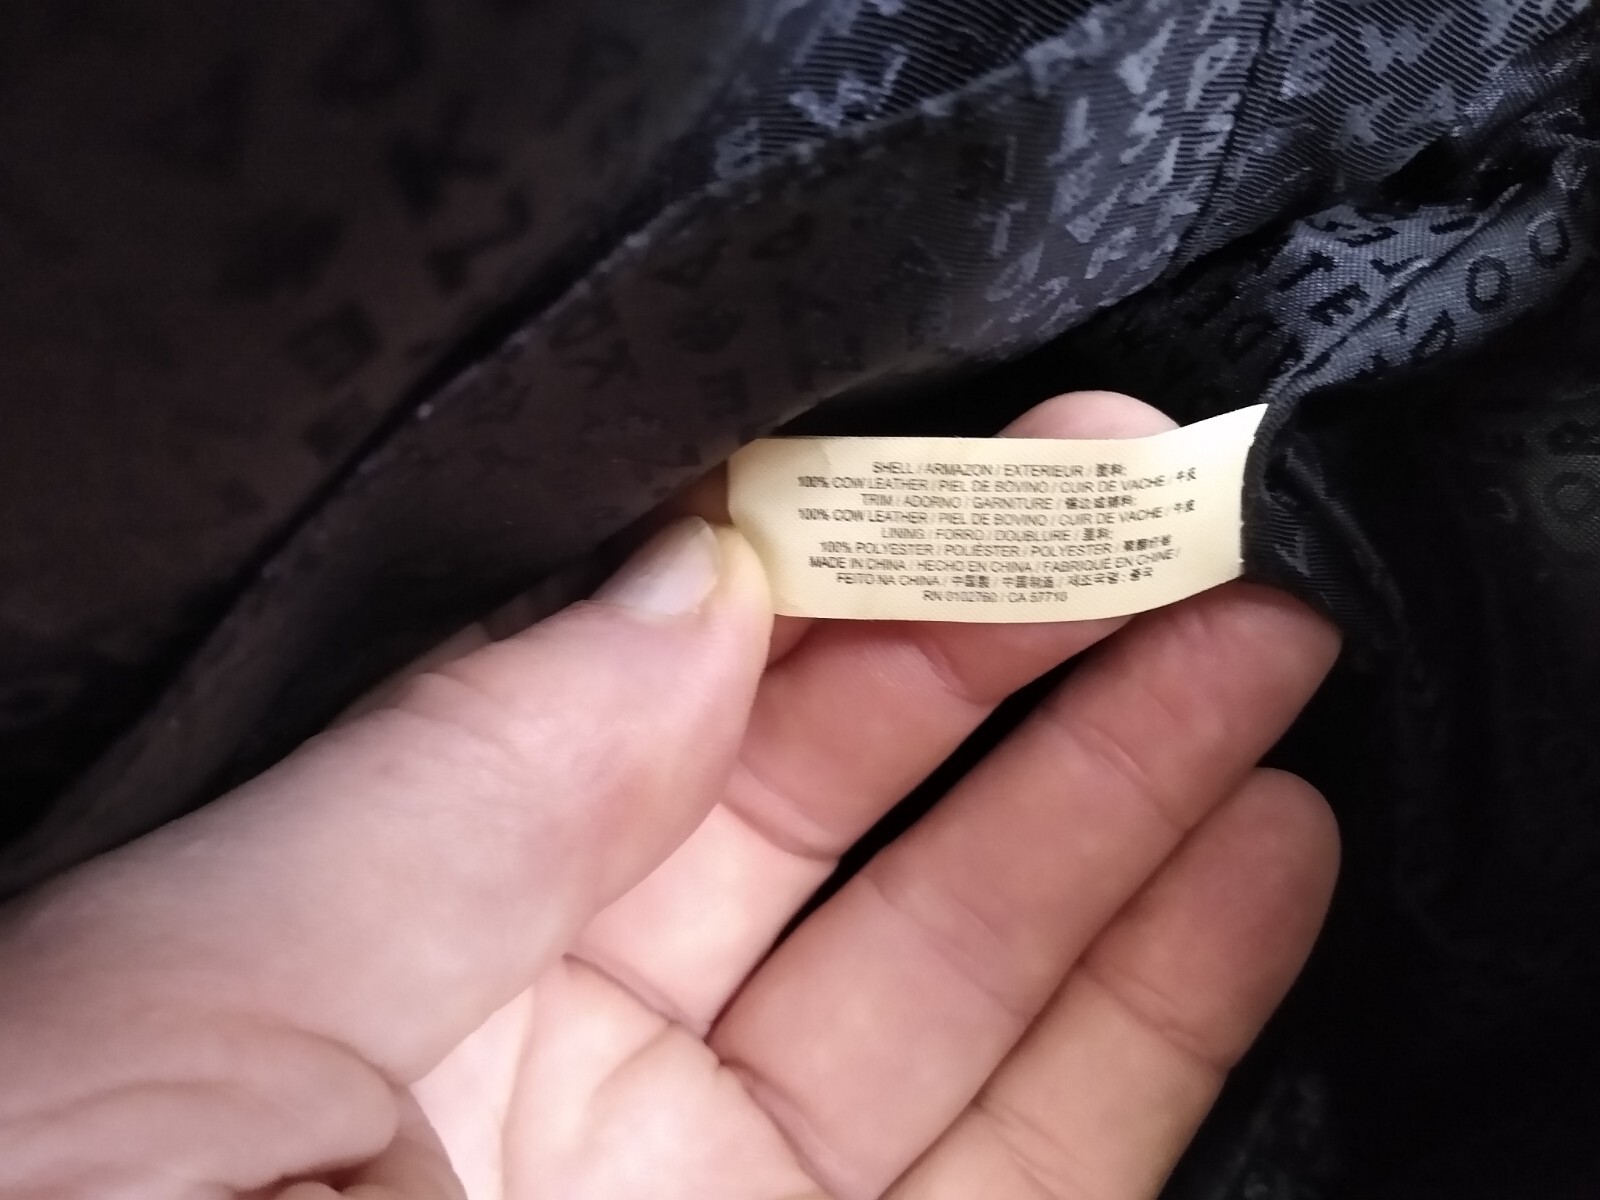 SHELL / ARMAZON / EXTERIEUR / 面料:
100% COW LEATHER / PIEL DE BOVINO / CUIR DE VACHE / 牛皮
TRIM / ADORNO / GARNITURE /
100% COW LEATHER / PIEL DE BOVINO / CUIR DE VACHE / 牛皮
LINING / FORRO / DOUBLURE / 里料:
100% POLYESTER / POLIÉSTER / POLYESTER / 聚酯纤维
MADE IN CHINA / HECHO EN CHINA / FABRIQUÉ EN CHINE /
FEITO NA CHINA / 中国製 / 中國制造 / 제조국명 : 중국
RN 0102760 / CA 57710